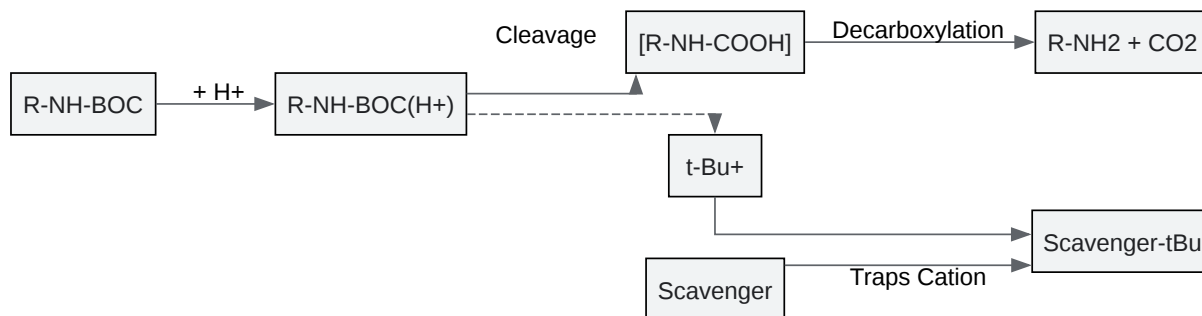 R-NH-BOC
+ H+
R-NH-BOC(H+)
Cleavage
[R-NH-COOH]
Decarboxylation
R-NH2 + CO2
t-Bu+
Scavenger
Traps Cation
Scavenger-tBu